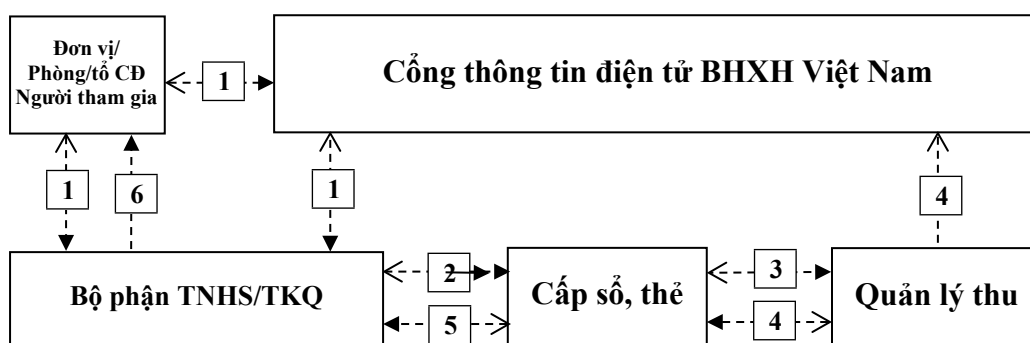 Đơn vị/
Phòng/tổ CĐ
Người tham gia
1
Cổng thông tin điện tử BHXH Việt Nam
1
6
1
4
Bộ phận TNHS/TKQ
2
5
Cấp sổ, thẻ
3
4
Quản lý thu